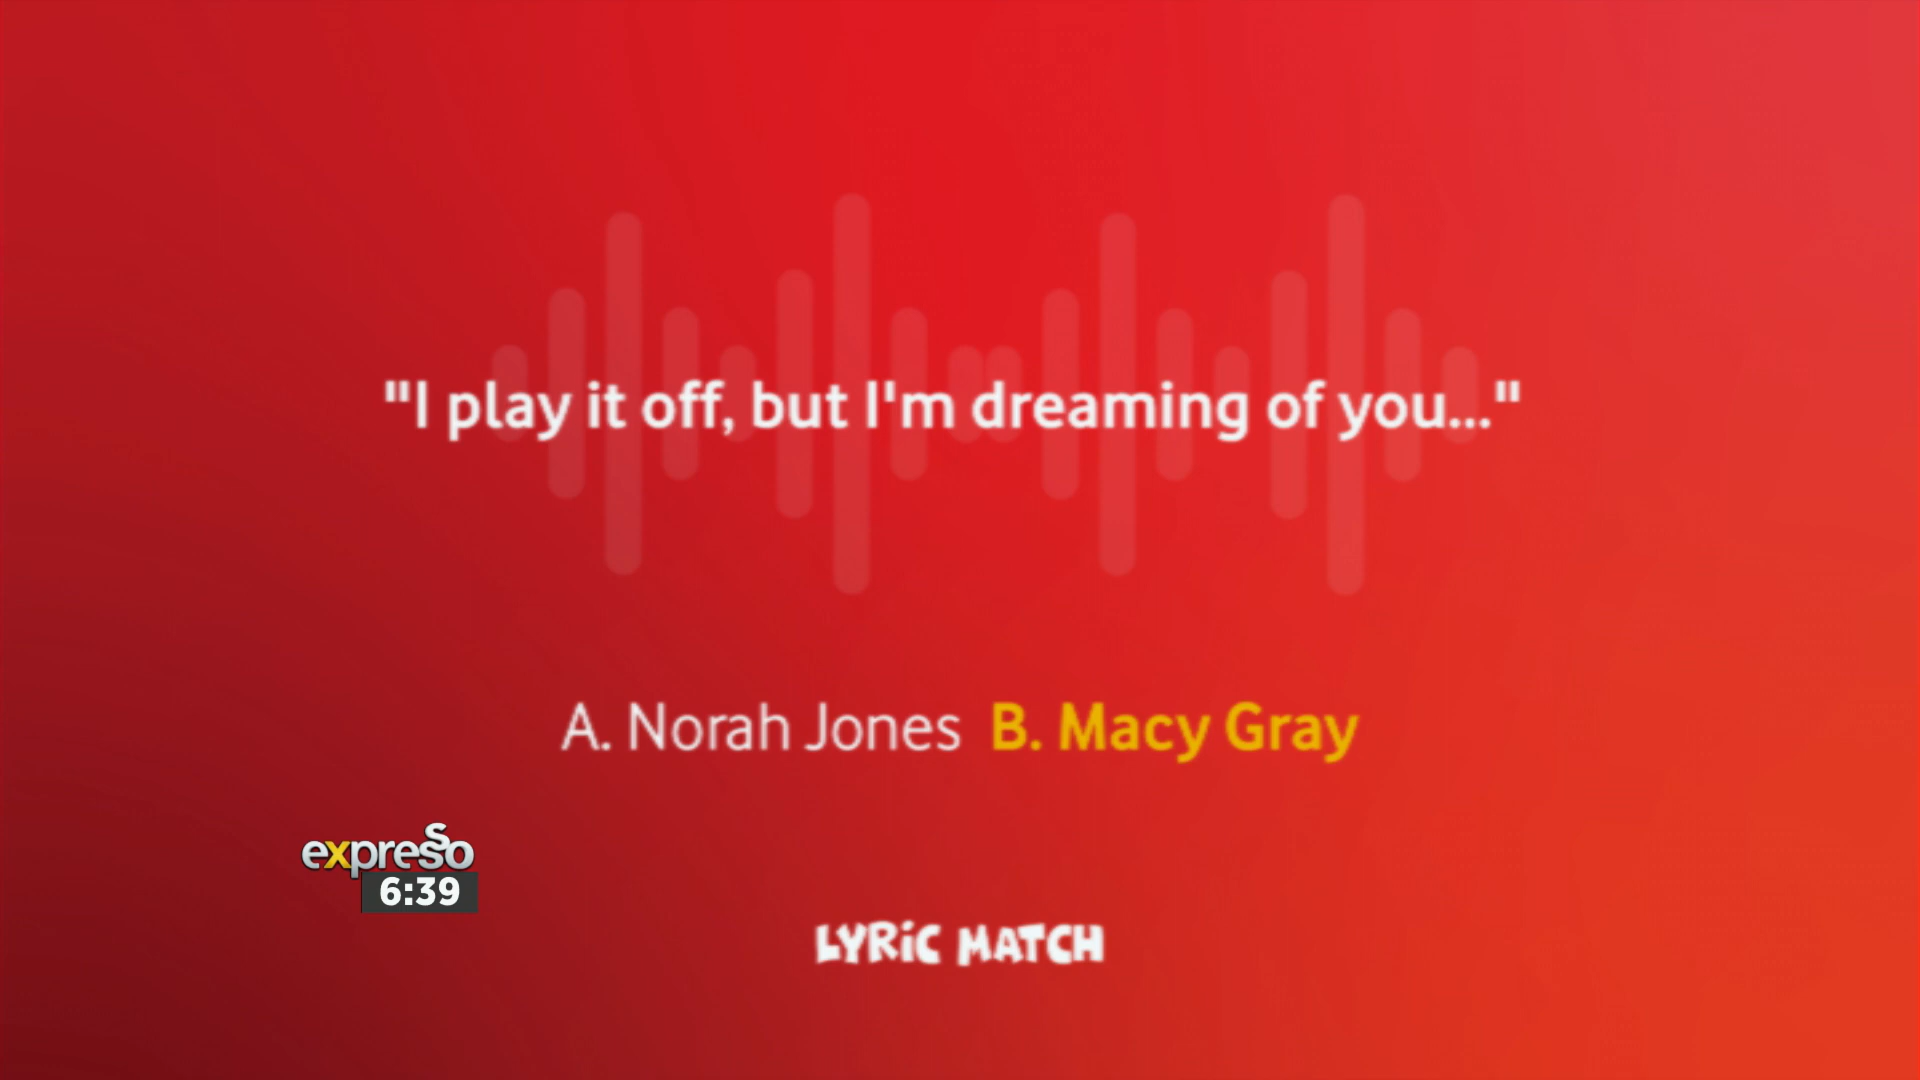 "I play it off, but I'm dreaming of you..."
A. Norah Jones B. Macy Gray
expresso
6:39
LYRiC MATCH